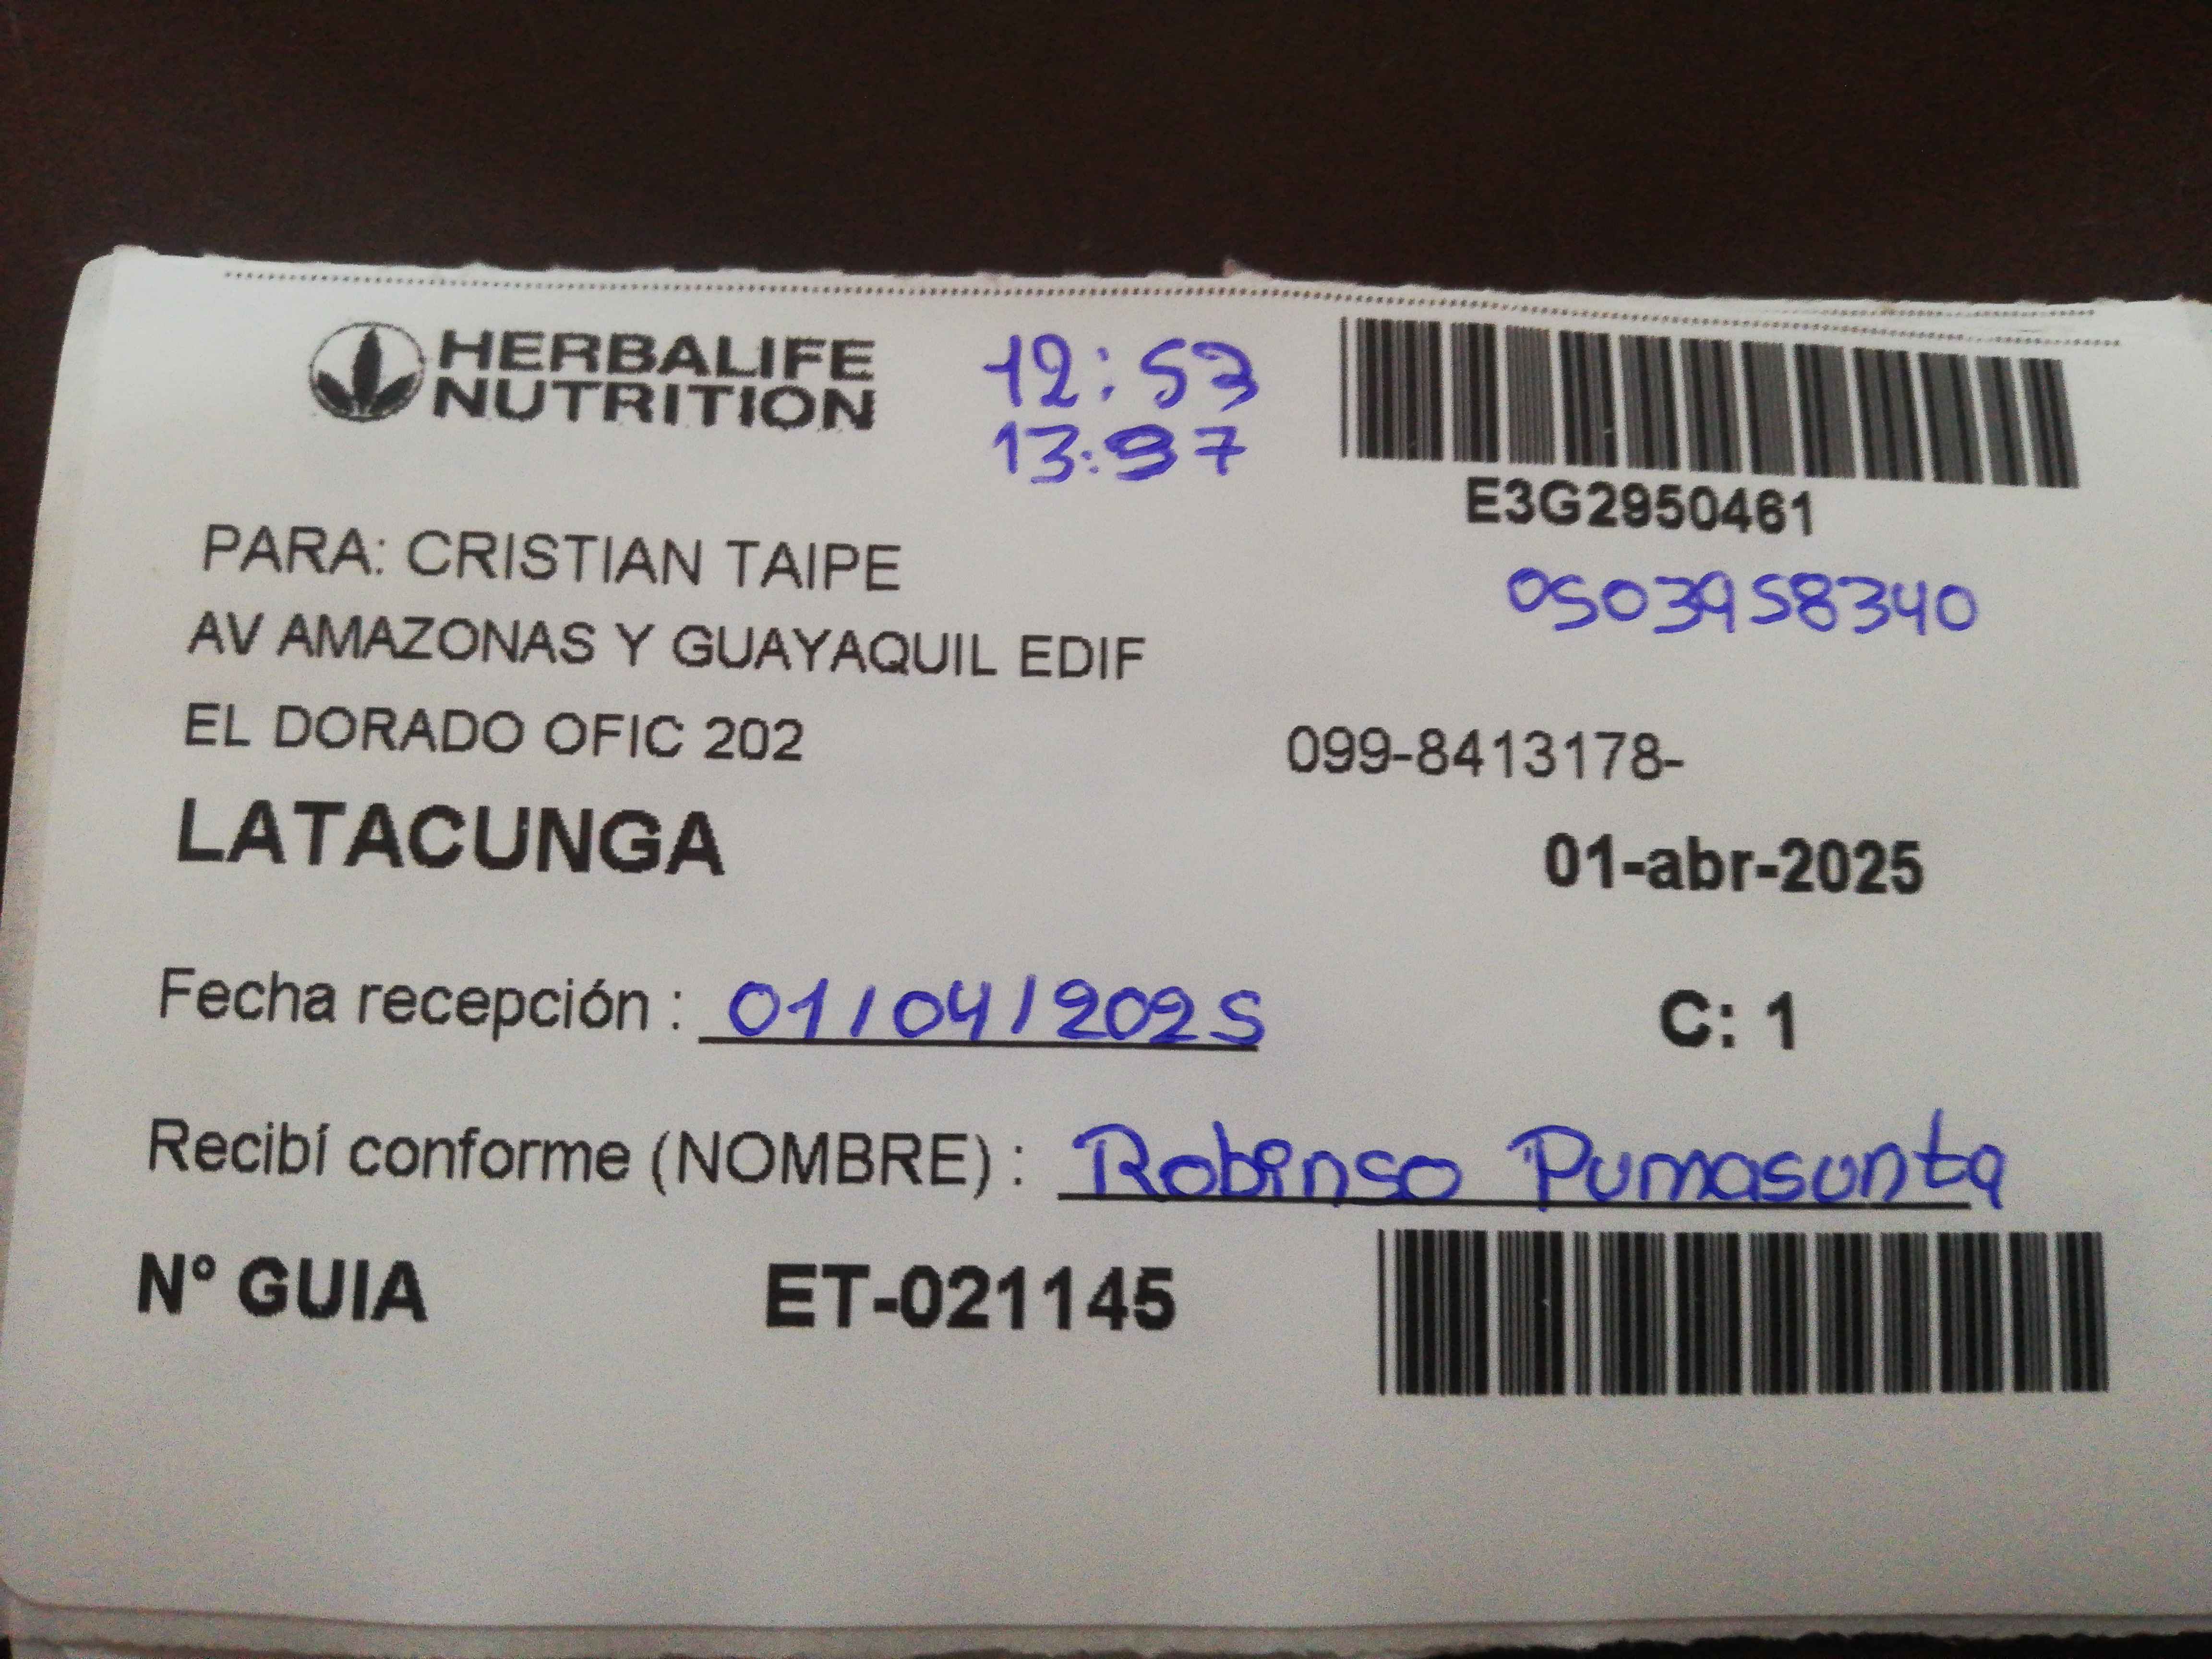 HERBALIFE
NUTRITION
12:53
13:37
E3G2950461
0503958340
PARA: CRISTIAN TAIPE
AV AMAZONAS Y GUAYAQUIL EDIF
EL DORADO OFIC 202
099-8413178-
LATACUNGA
01-abr-2025
Fecha recepción : 01/04/2025
C: 1
Recibí conforme (NOMBRE) : Robinso Pumasunta
N° GUIA ET-021145